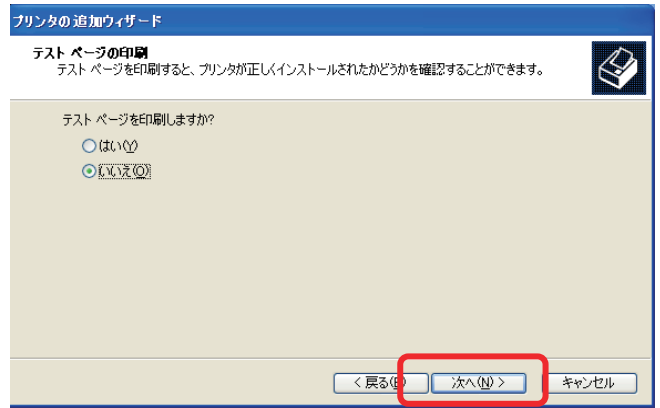 プリンタの追加ウィザード
テスト ページの印刷
テスト ページを印刷すると、プリンタが正しくインストールされたかどうかを確認することができます。
テスト ページを印刷しますか?
はい(Y)
いいえ(O)
< 戻る(B) 次へ(N) > キャンセル